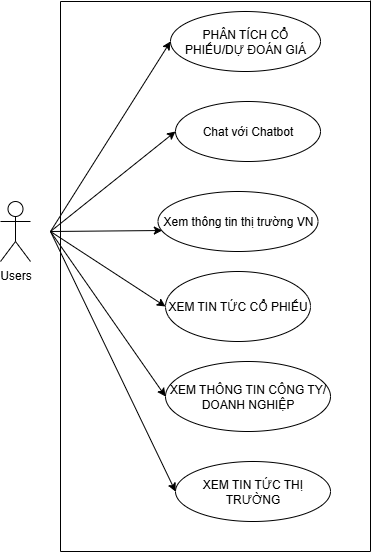 PHÂN TÍCH CỔ
PHIẾU/DỰ ĐOÁN GIÁ
Chat với Chatbot
Xem thông tin thị trường VN
Users
XEM TIN TỨC CỔ PHIẾU
XEM THÔNG TIN CÔNG TY/
DOANH NGHIỆP
XEM TIN TỨC THỊ
TRƯỜNG